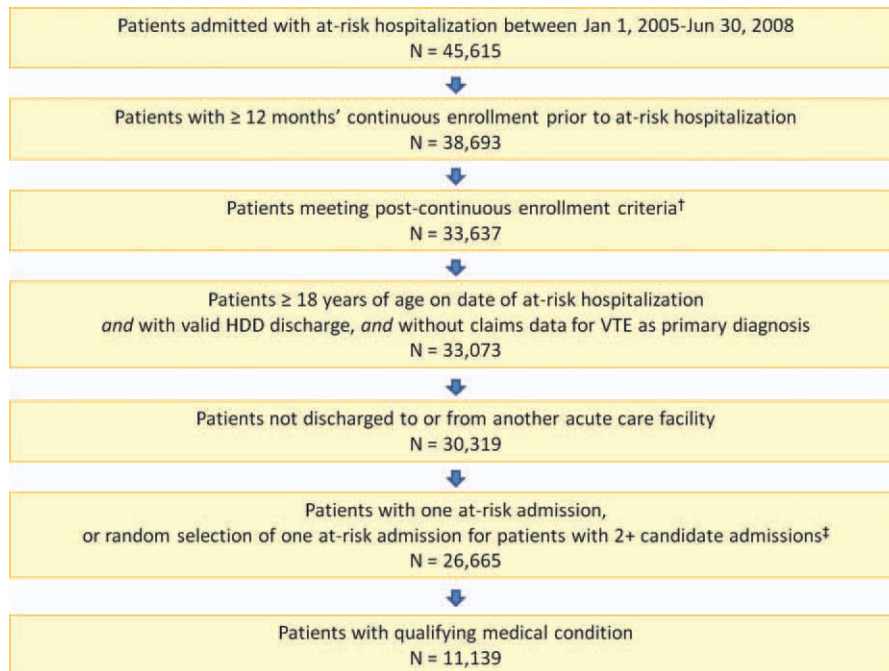 Patients admitted with at-risk hospitalization between Jan 1, 2005-Jun 30, 2008
N = 45,615
Patients with ≥ 12 months' continuous enrollment prior to at-risk hospitalization
N = 38,693
Patients meeting post-continuous enrollment criteria†
N = 33,637
Patients ≥ 18 years of age on date of at-risk hospitalization
and with valid HDD discharge, and without claims data for VTE as primary diagnosis
N = 33,073
Patients not discharged to or from another acute care facility
N = 30,319
Patients with one at-risk admission,
or random selection of one at-risk admission for patients with 2+ candidate admissions‡
N = 26,665
Patients with qualifying medical condition
N = 11,139